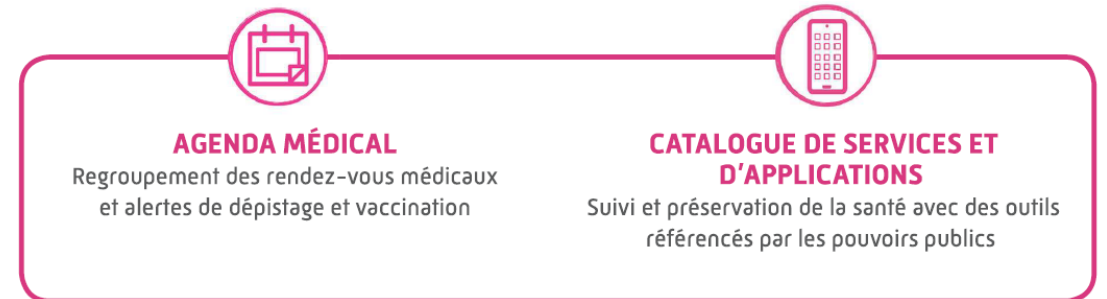 AGENDA MÉDICAL
Regroupement des rendez-vous médicaux
et alertes de dépistage et vaccination
CATALOGUE DE SERVICES ET
D'APPLICATIONS
Suivi et préservation de la santé avec des outils
référencés par les pouvoirs publics